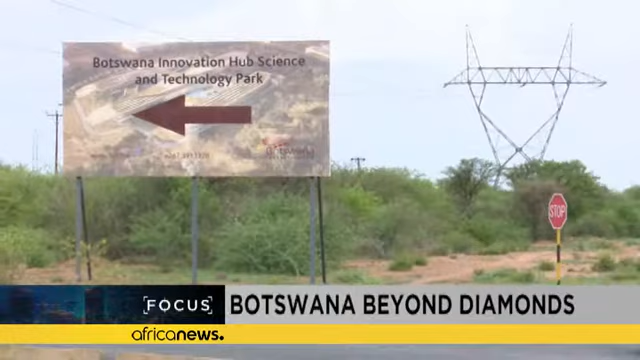 Botswana Innovation Hub Science
and Technology Park
STOP
[FOCUS]
BOTSWANA BEYOND DIAMONDS
africanews.